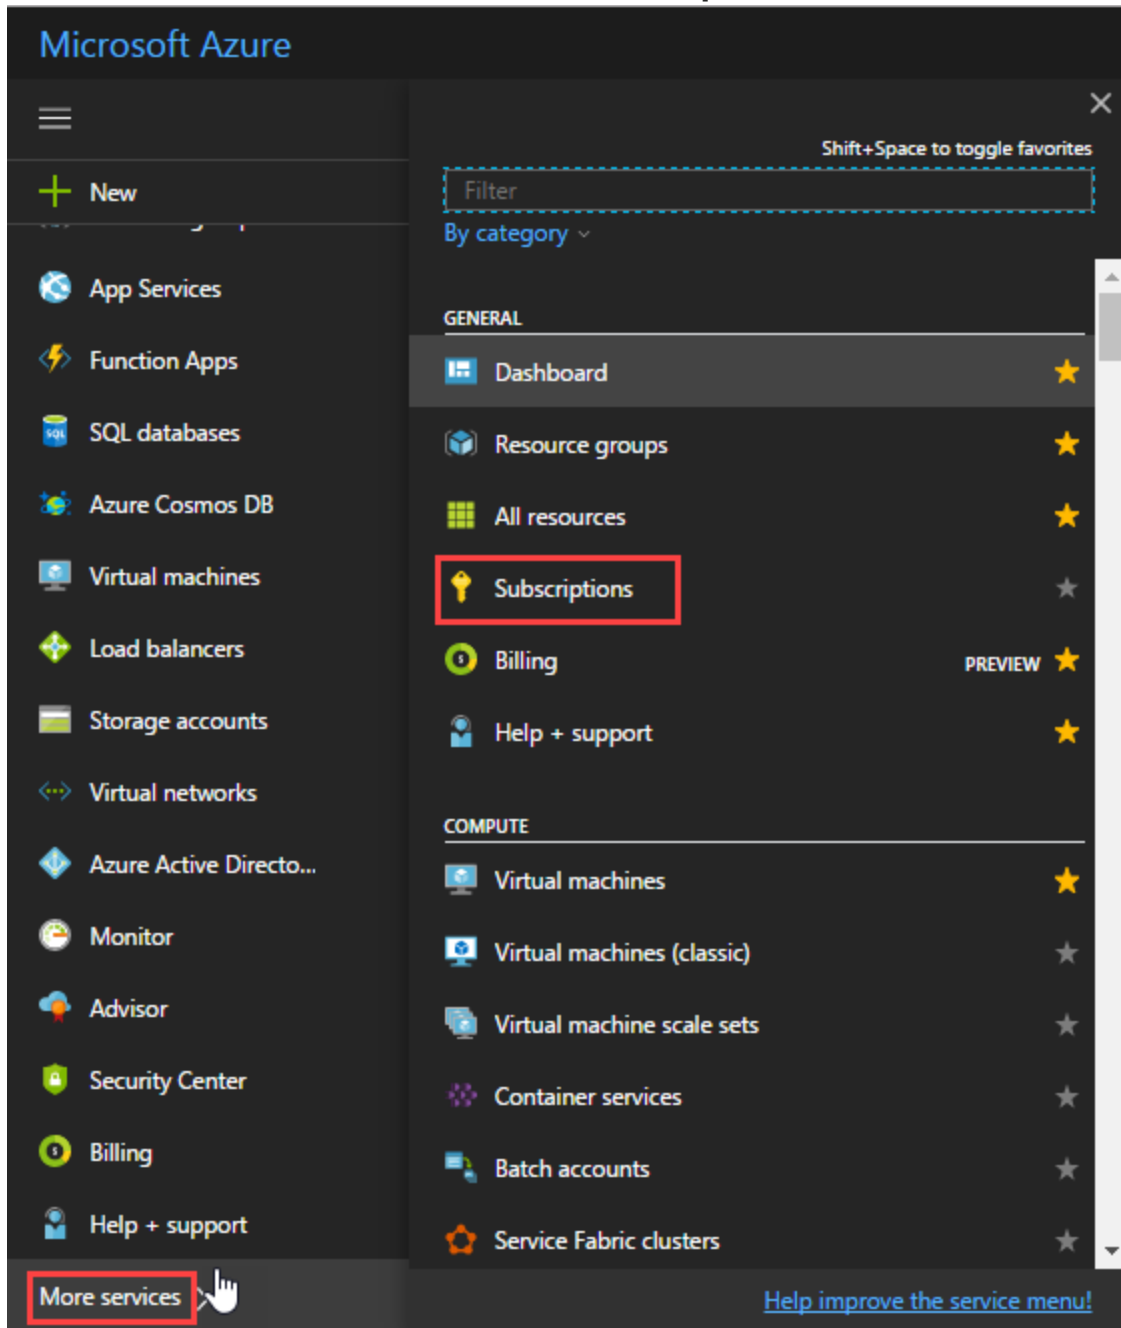 Microsoft Azure
Shift+Space to toggle favorites
New
Filter
By category
App Services
Function Apps
SQL databases
Azure Cosmos DB
Virtual machines
Load balancers
Storage accounts
Virtual networks
Azure Active Directo...
Monitor
Advisor
Security Center
Billing
Help + support
More services
GENERAL
Dashboard
Resource groups
All resources
Subscriptions
Billing PREVIEW
Help + support
COMPUTE
Virtual machines
Virtual machines (classic)
Virtual machine scale sets
Container services
Batch accounts
Service Fabric clusters
Help improve the service menu!